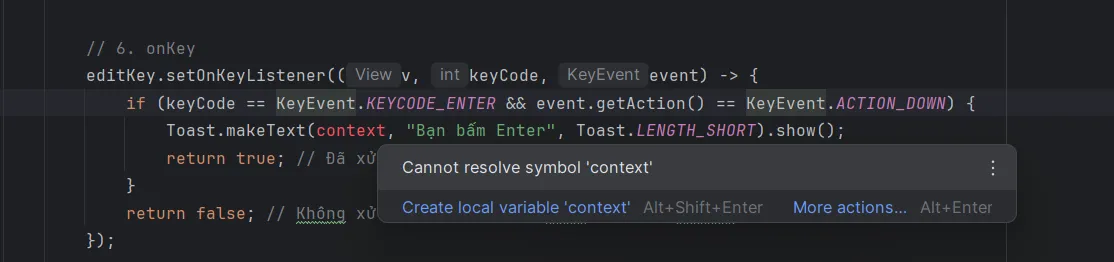 // 6. onKey
editKey.setOnKeyListener(( View v, int keyCode, KeyEvent event) -> {
if (keyCode == KeyEvent.KEYCODE_ENTER && event.getAction() == KeyEvent.ACTION_DOWN) {
Toast.makeText(context, "Bạn bấm Enter", Toast.LENGTH_SHORT).show();
return true; // Đã xử
Cannot resolve symbol 'context'
}
Create local variable 'context' Alt+Shift+Enter More actions... Alt+Enter
return false; // Không xử
});